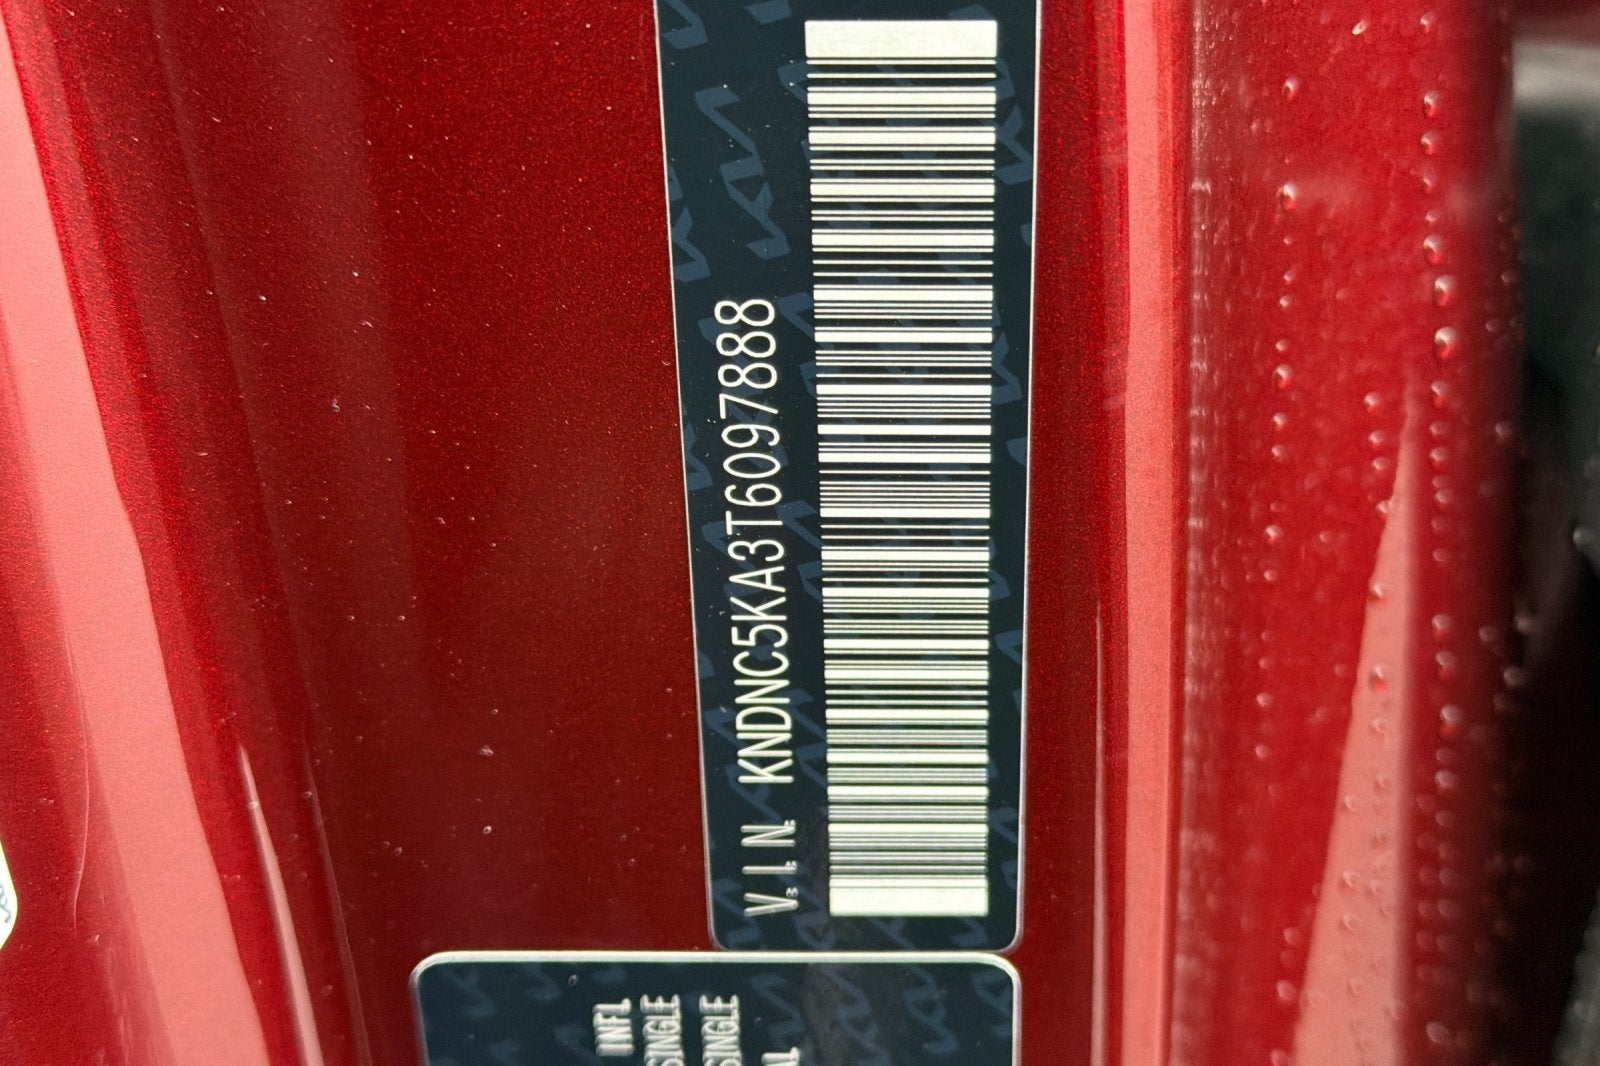 V.I.N. KNDNC5KA3T6097888
INFL
SINGLE
SINGLE